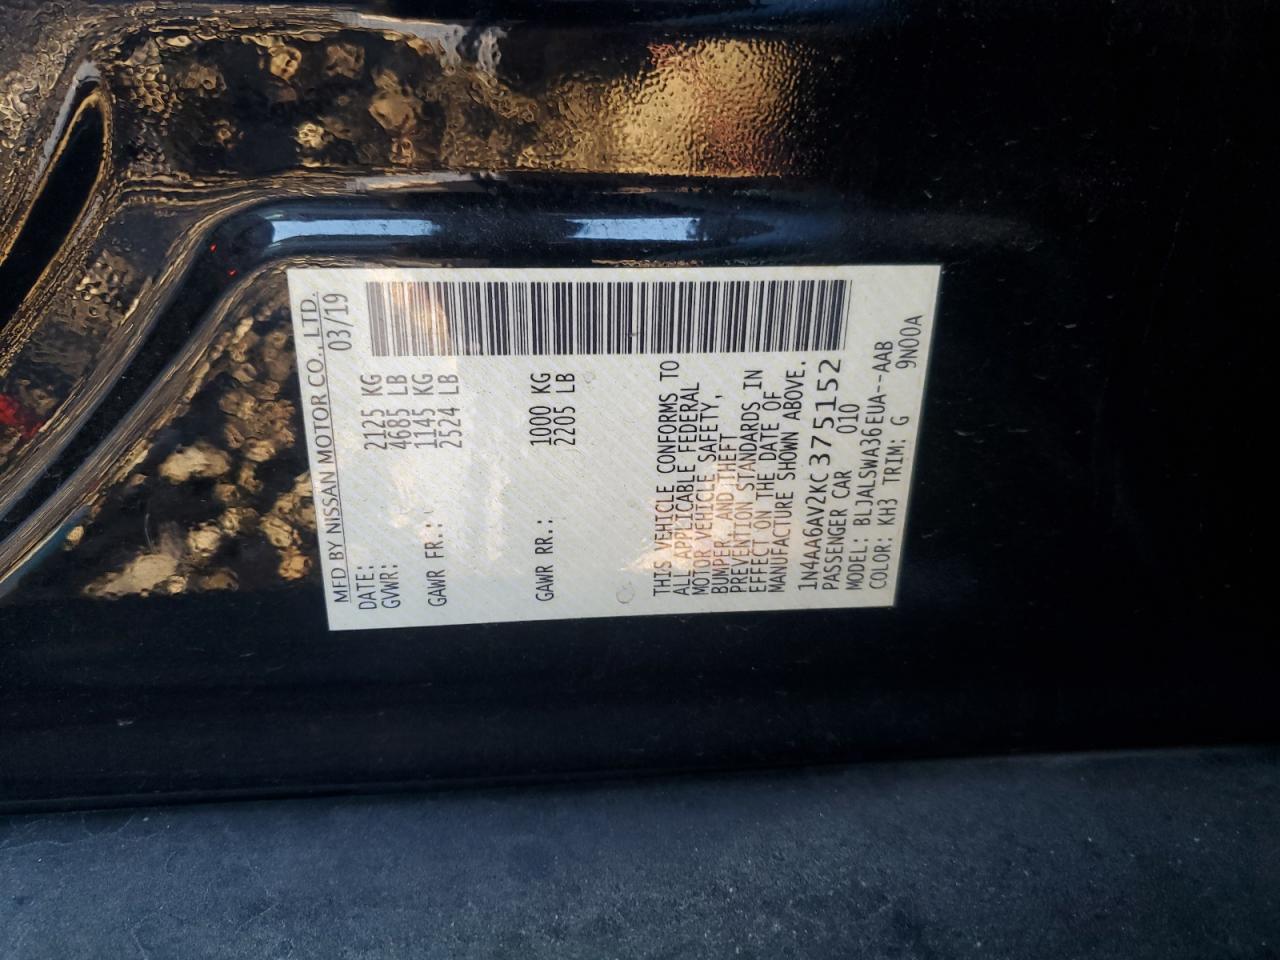 MFD BY NISSAN MOTOR CO., LTD.
DATE: 03/19
GVWR: 2125 KG
4685 LB
GAWR FR.: 1145 KG
2524 LB
GAWR RR.: 1000 KG
2205 LB
THIS VEHICLE CONFORMS TO
ALL APPLICABLE FEDERAL
MOTOR VEHICLE SAFETY,
BUMPER AND THEFT
PREVENTION STANDARDS IN
EFFECT ON THE DATE OF
MANUFACTURE SHOWN ABOVE.
1N4AA6AV2KC375152
PASSENGER CAR 010
MODEL: BLJALSWA36EUA--AAB
COLOR: KH3 TRIM: G 9N00A